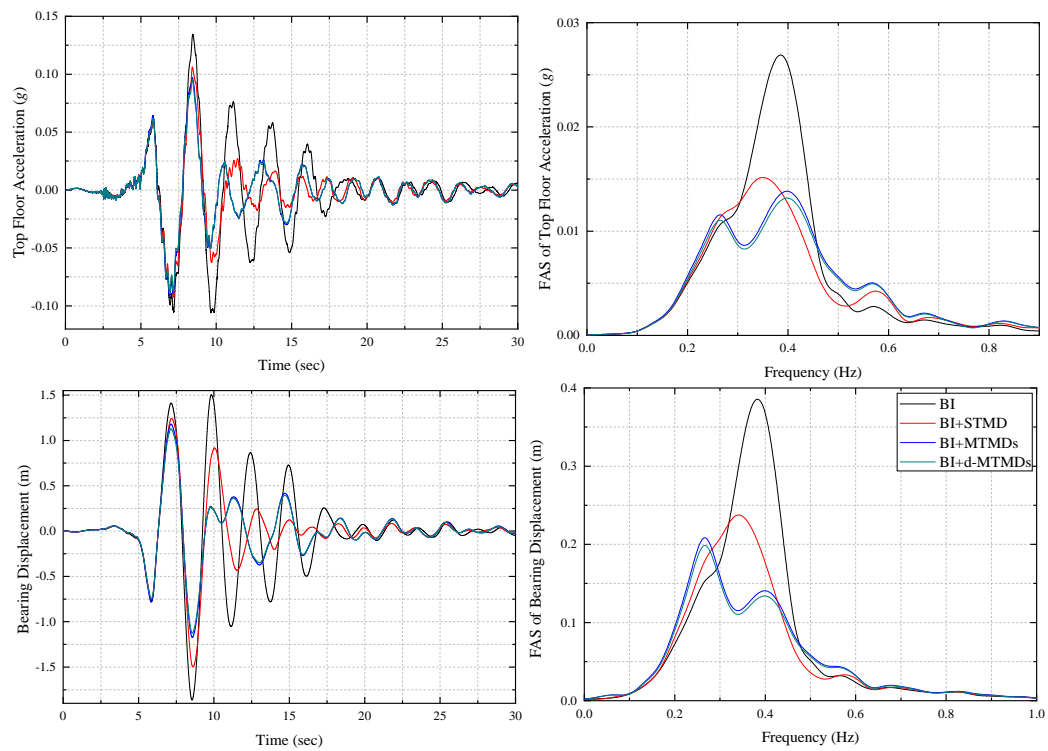 0.15
0.10
0.05
0.00
-0.05
-0.10
Top Floor Acceleration (g)
0 5 10 15 20 25 30
Time (sec)
0.03
0.02
0.01
0.00
FAS of Top Floor Acceleration (g)
0.0 0.2 0.4 0.6 0.8
Frequency (Hz)
1.5
1.0
0.5
0.0
-0.5
-1.0
-1.5
Bearing Displacement (m)
0 5 10 15 20 25 30
Time (sec)
0.4
0.3
0.2
0.1
0.0
FAS of Bearing Displacement (m)
BI
BI+STMD
BI+MTMDs
BI+d-MTMDs
0.0 0.2 0.4 0.6 0.8 1.0
Frequency (Hz)